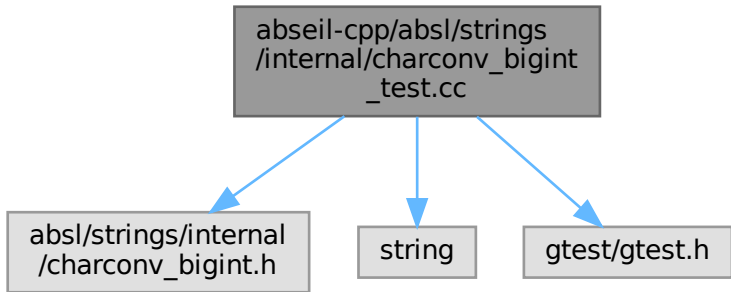 abseil-cpp/absl/strings
/internal/charconv_bigint
_test.cc
absl/strings/internal
/charconv_bigint.h
string
gtest/gtest.h